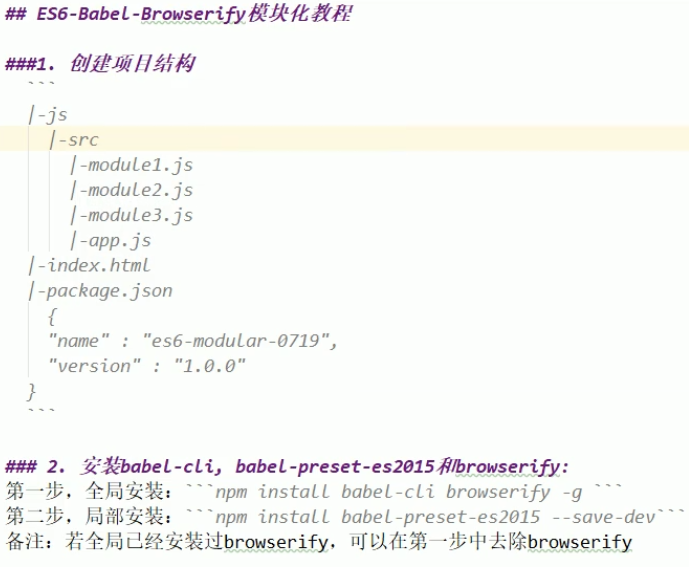 ## ES6-Babel-Browserify模块化教程
###1. 创建项目结构
```
|-js
|-src
|-module1.js
|-module2.js
|-module3.js
|-app.js
|-index.html
|-package.json
{
"name" : "es6-modular-0719",
"version" : "1.0.0"
}
```
### 2. 安装babel-cli, babel-preset-es2015和browserify:
第一步，全局安装：```npm install babel-cli browserify -g ```
第二步，局部安装：```npm install babel-preset-es2015 --save-dev```
备注：若全局已经安装过browserify，可以在第一步中去除browserify